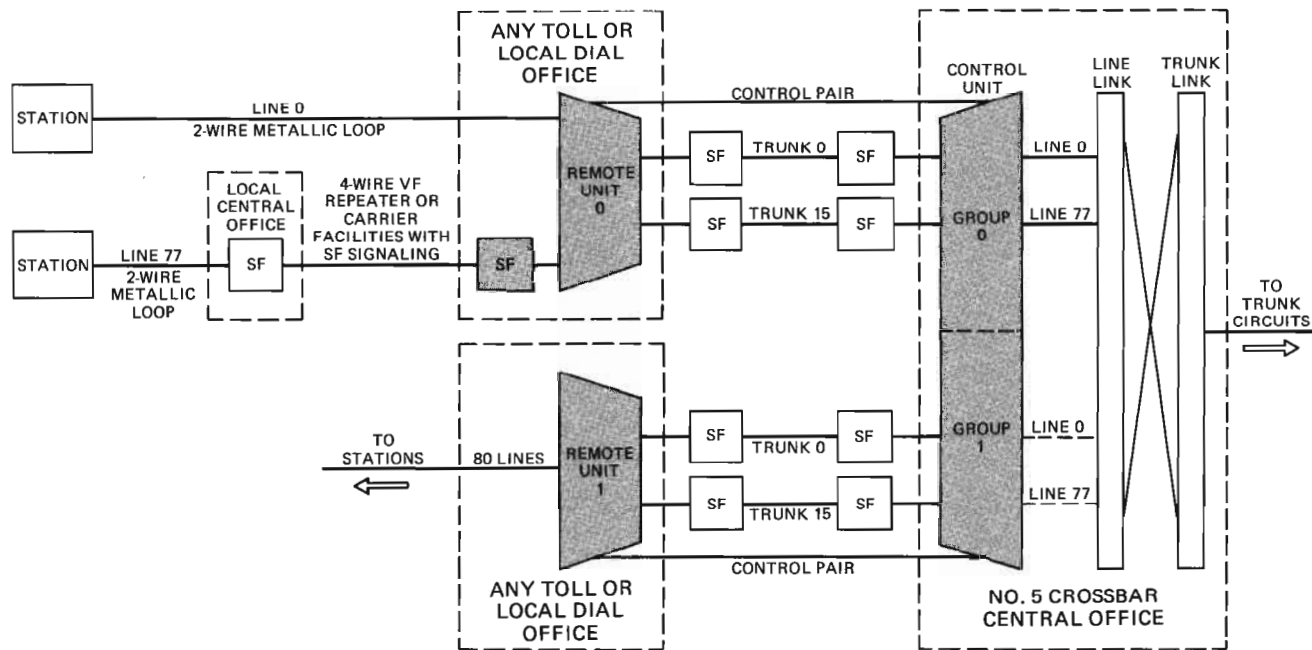 ANY TOLL OR
LOCAL DIAL
OFFICE
STATION
LINE 0
2-WIRE METALLIC LOOP
REMOTE
UNIT
0
CONTROL PAIR
SF
TRUNK 0
SF
SF
TRUNK 15
SF
CONTROL
UNIT
GROUP
0
LINE
LINK
TRUNK
LINK
LINE 0
LINE 77
STATION
LINE 77
2-WIRE
METALLIC
LOOP
LOCAL
CENTRAL
OFFICE
SF
4-WIRE VF
REPEATER OR
CARRIER
FACILITIES WITH
SF SIGNALING
SF
TO
TRUNK
CIRCUITS
TO
STATIONS
80 LINES
REMOTE
UNIT
1
SF
TRUNK 0
SF
SF
TRUNK 15
SF
CONTROL PAIR
GROUP
1
LINE 0
LINE 77
ANY TOLL OR
LOCAL DIAL
OFFICE
NO. 5 CROSSBAR
CENTRAL OFFICE